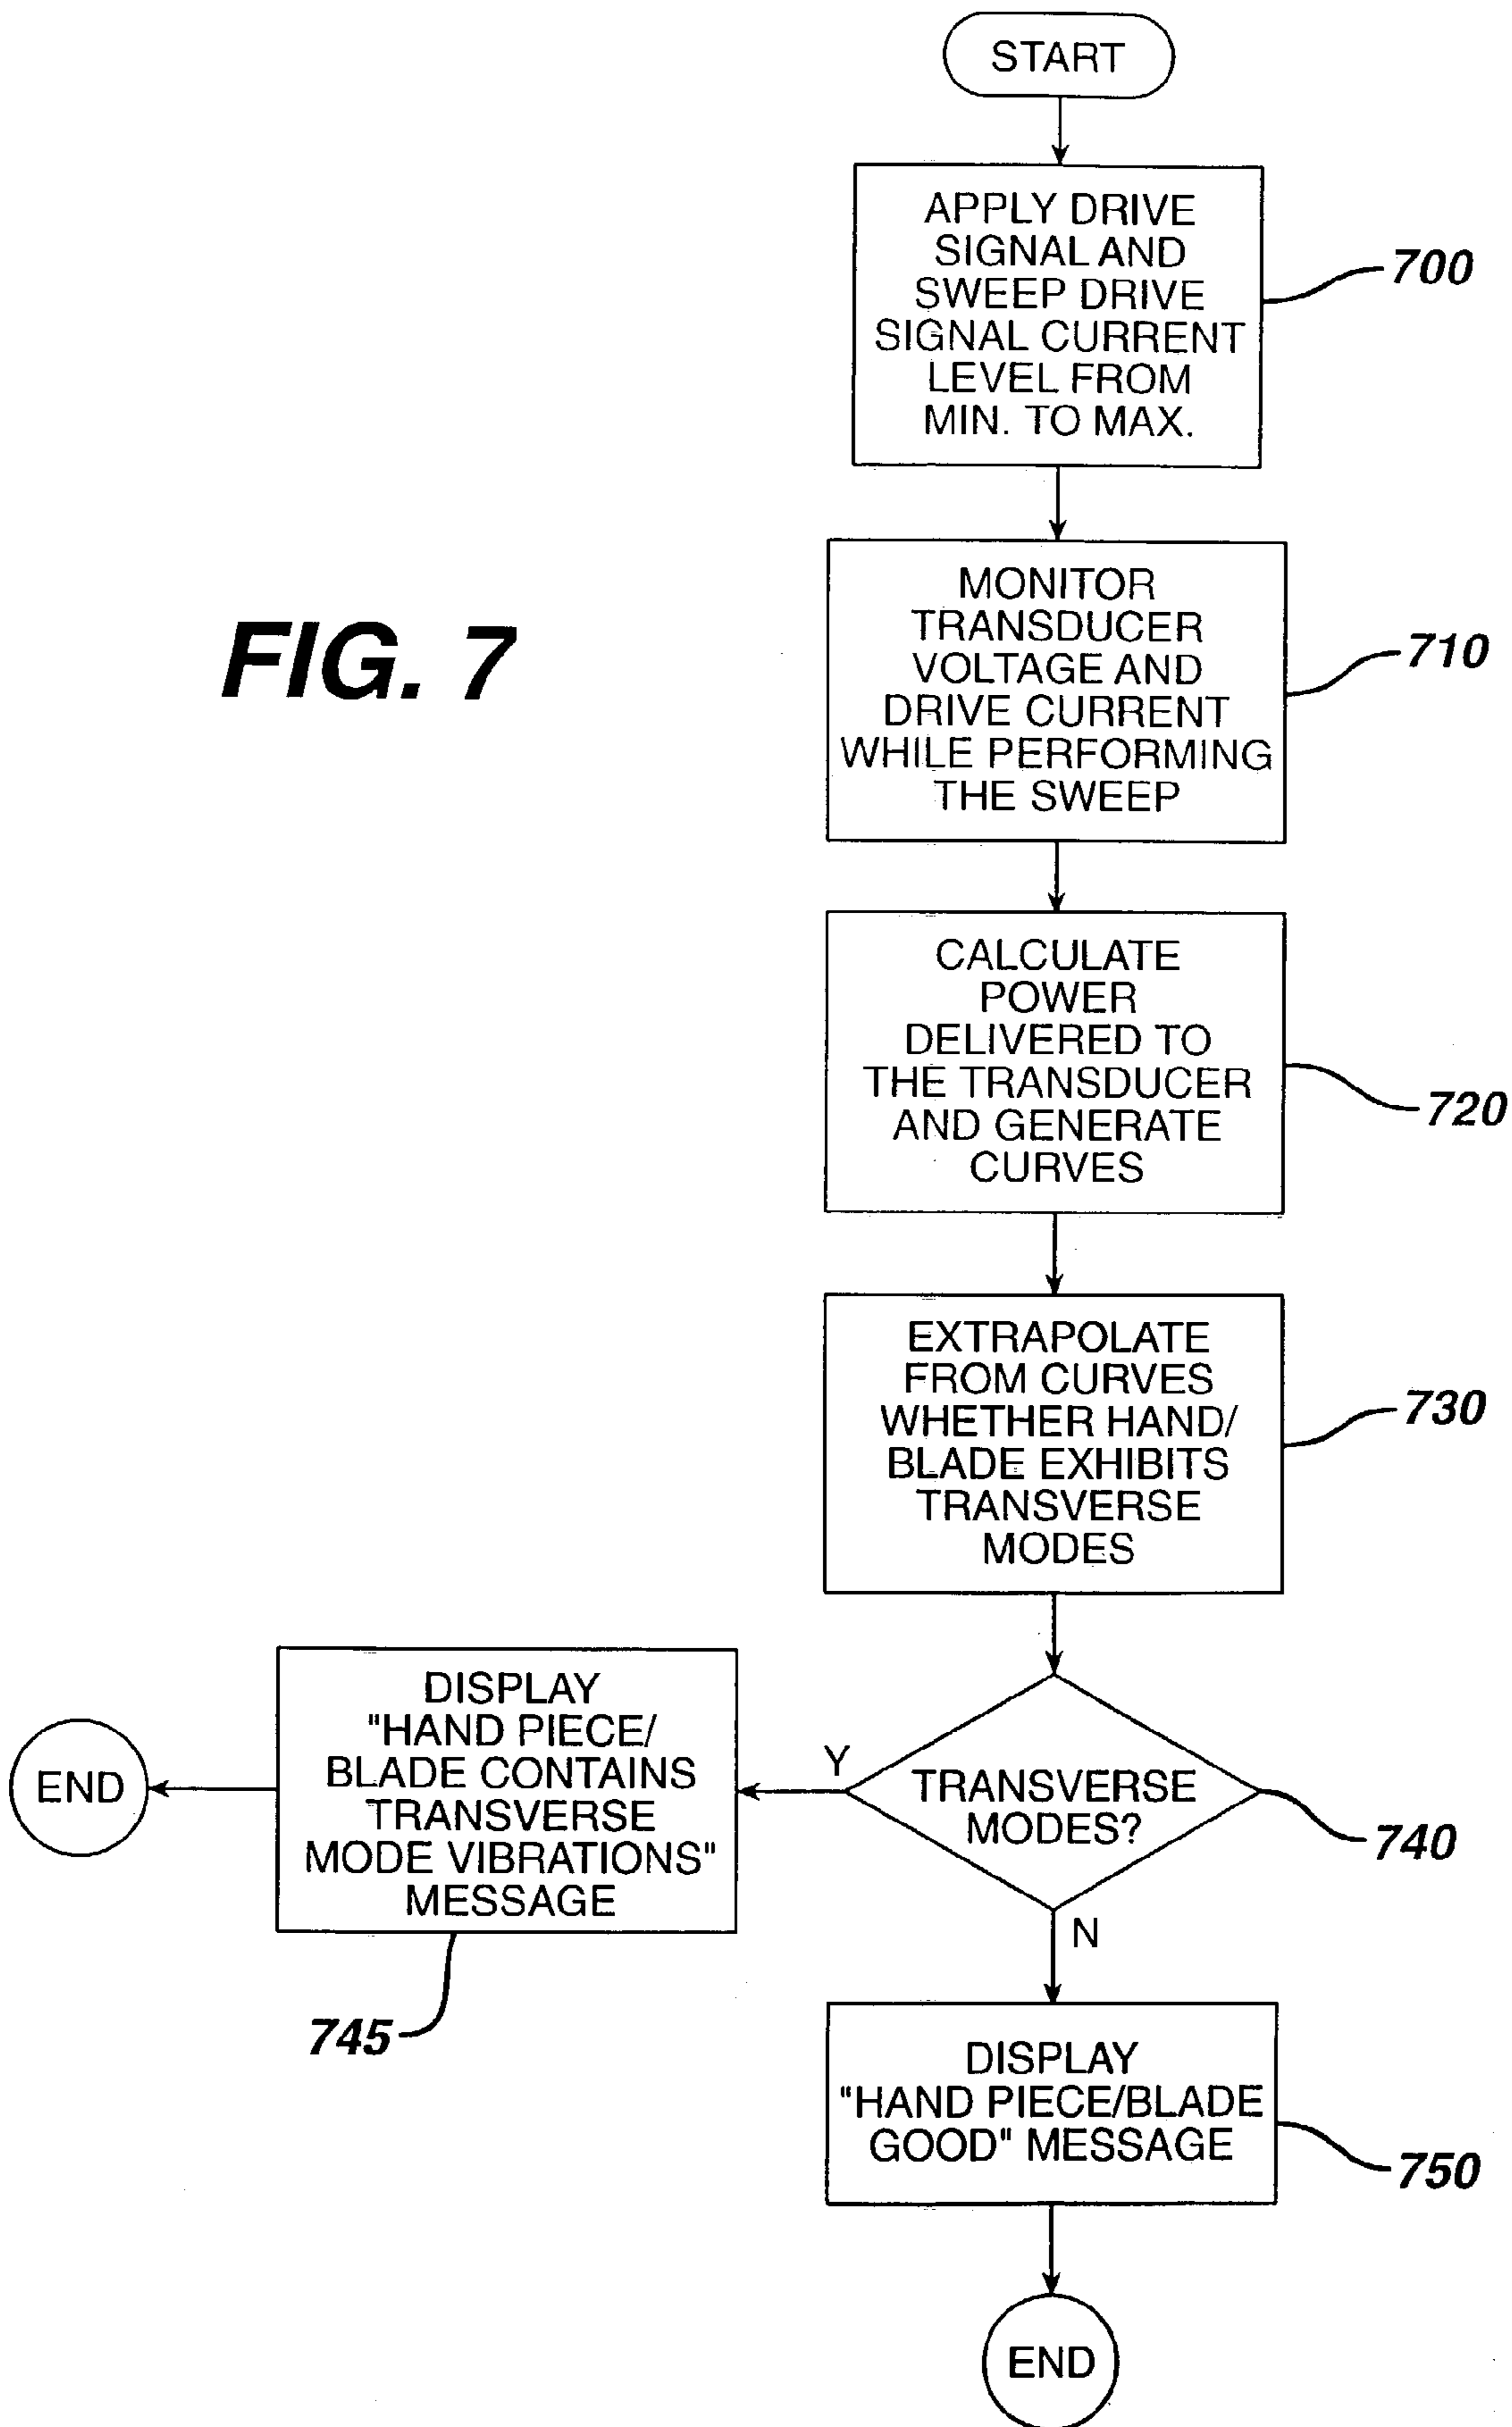 START
APPLY DRIVE
SIGNAL AND
SWEEP DRIVE
SIGNAL CURRENT
LEVEL FROM
MIN. TO MAX.
700
FIG. 7
MONITOR
TRANSDUCER
VOLTAGE AND
DRIVE CURRENT
WHILE PERFORMING
THE SWEEP
710
CALCULATE
POWER
DELIVERED TO
THE TRANSDUCER
AND GENERATE
CURVES
720
EXTRAPOLATE
FROM CURVES
WHETHER HAND/
BLADE EXHIBITS
TRANSVERSE
MODES
730
TRANSVERSE
MODES?
740
Y
DISPLAY
"HAND PIECE/
BLADE CONTAINS
TRANSVERSE
MODE VIBRATIONS"
MESSAGE
745
END
N
DISPLAY
"HAND PIECE/BLADE
GOOD" MESSAGE
750
END